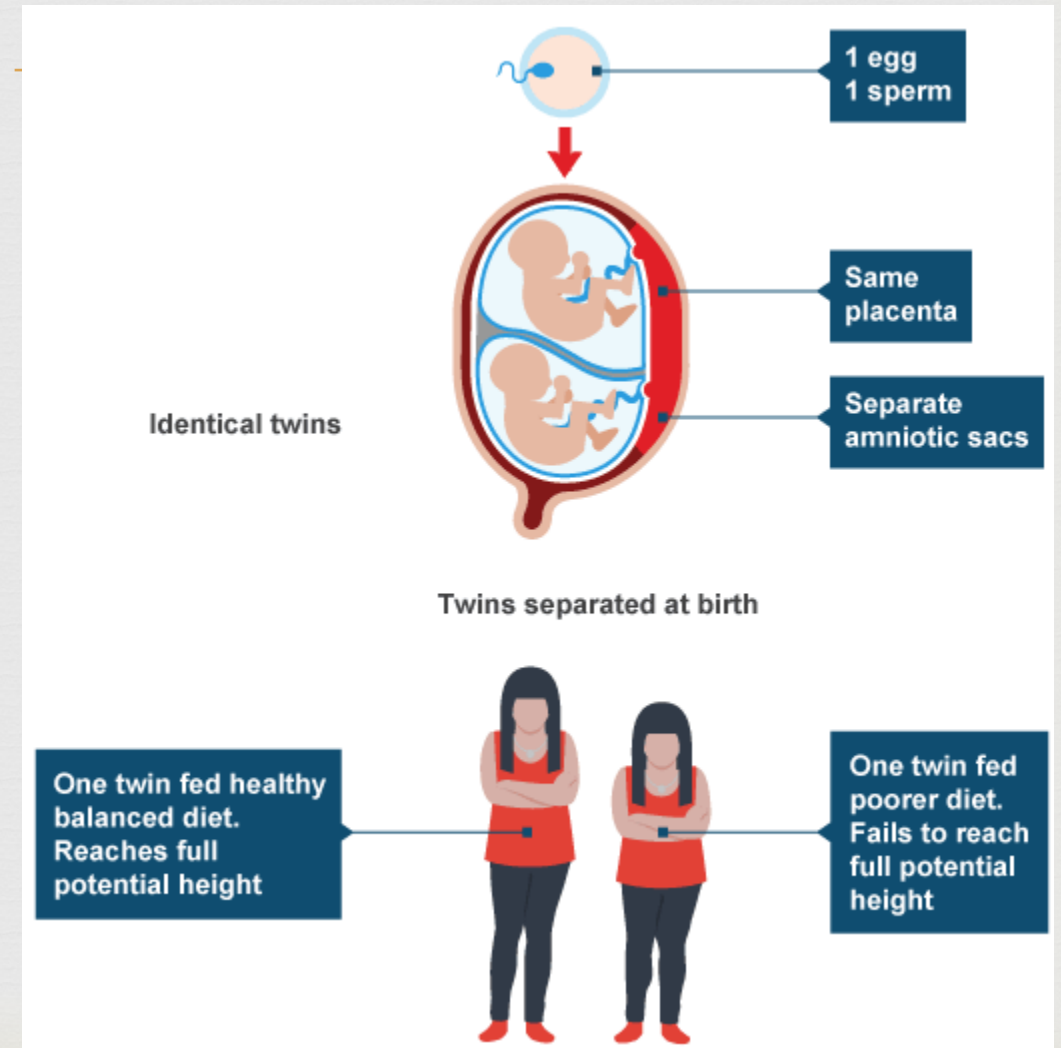 1 egg
1 sperm
Same
placenta
Separate
amniotic sacs
Identical twins
Twins separated at birth
One twin fed healthy
balanced diet.
Reaches full
potential height
One twin fed
poorer diet.
Fails to reach
full potential
height